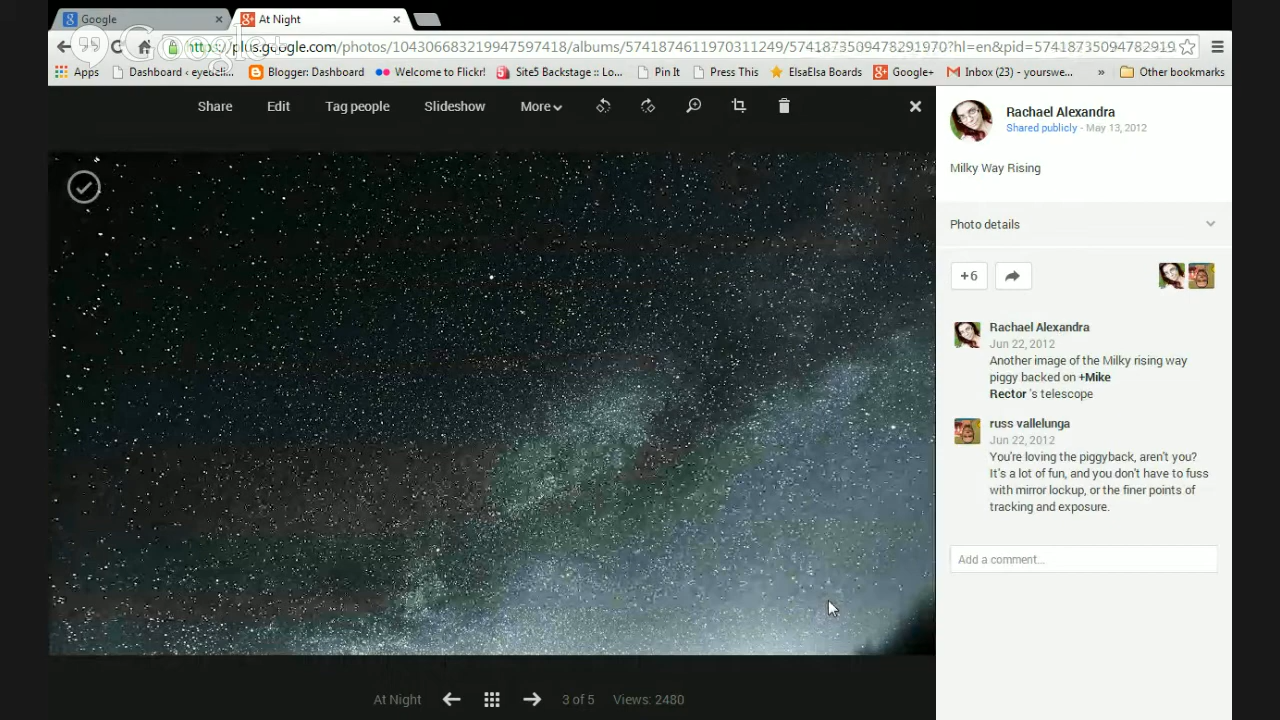 Google
At Night
Google+
https://plus.google.com/photos/104306683219947597418/albums/5741874611970311249/5741873509478291970?hl=en&pid=57418735094782919
Apps
Dashboard ‹ eyebelli...
Blogger: Dashboard
Welcome to Flickr!
Site5 Backstage :: Lo...
Pin It
Press This
ElsaElsa Boards
Google+
Inbox (23) - yourswe...
»
Other bookmarks
Share
Edit
Tag people
Slideshow
More
Rachael Alexandra
Shared publicly - May 13, 2012
Milky Way Rising
Photo details
+6
Rachael Alexandra
Jun 22, 2012
Another image of the Milky rising way
piggy backed on +Mike
Rector 's telescope
russ vallelunga
Jun 22, 2012
You're loving the piggyback, aren't you?
It's a lot of fun, and you don't have to fuss
with mirror lockup, or the finer points of
tracking and exposure.
Add a comment...
At Night
3 of 5
Views: 2480